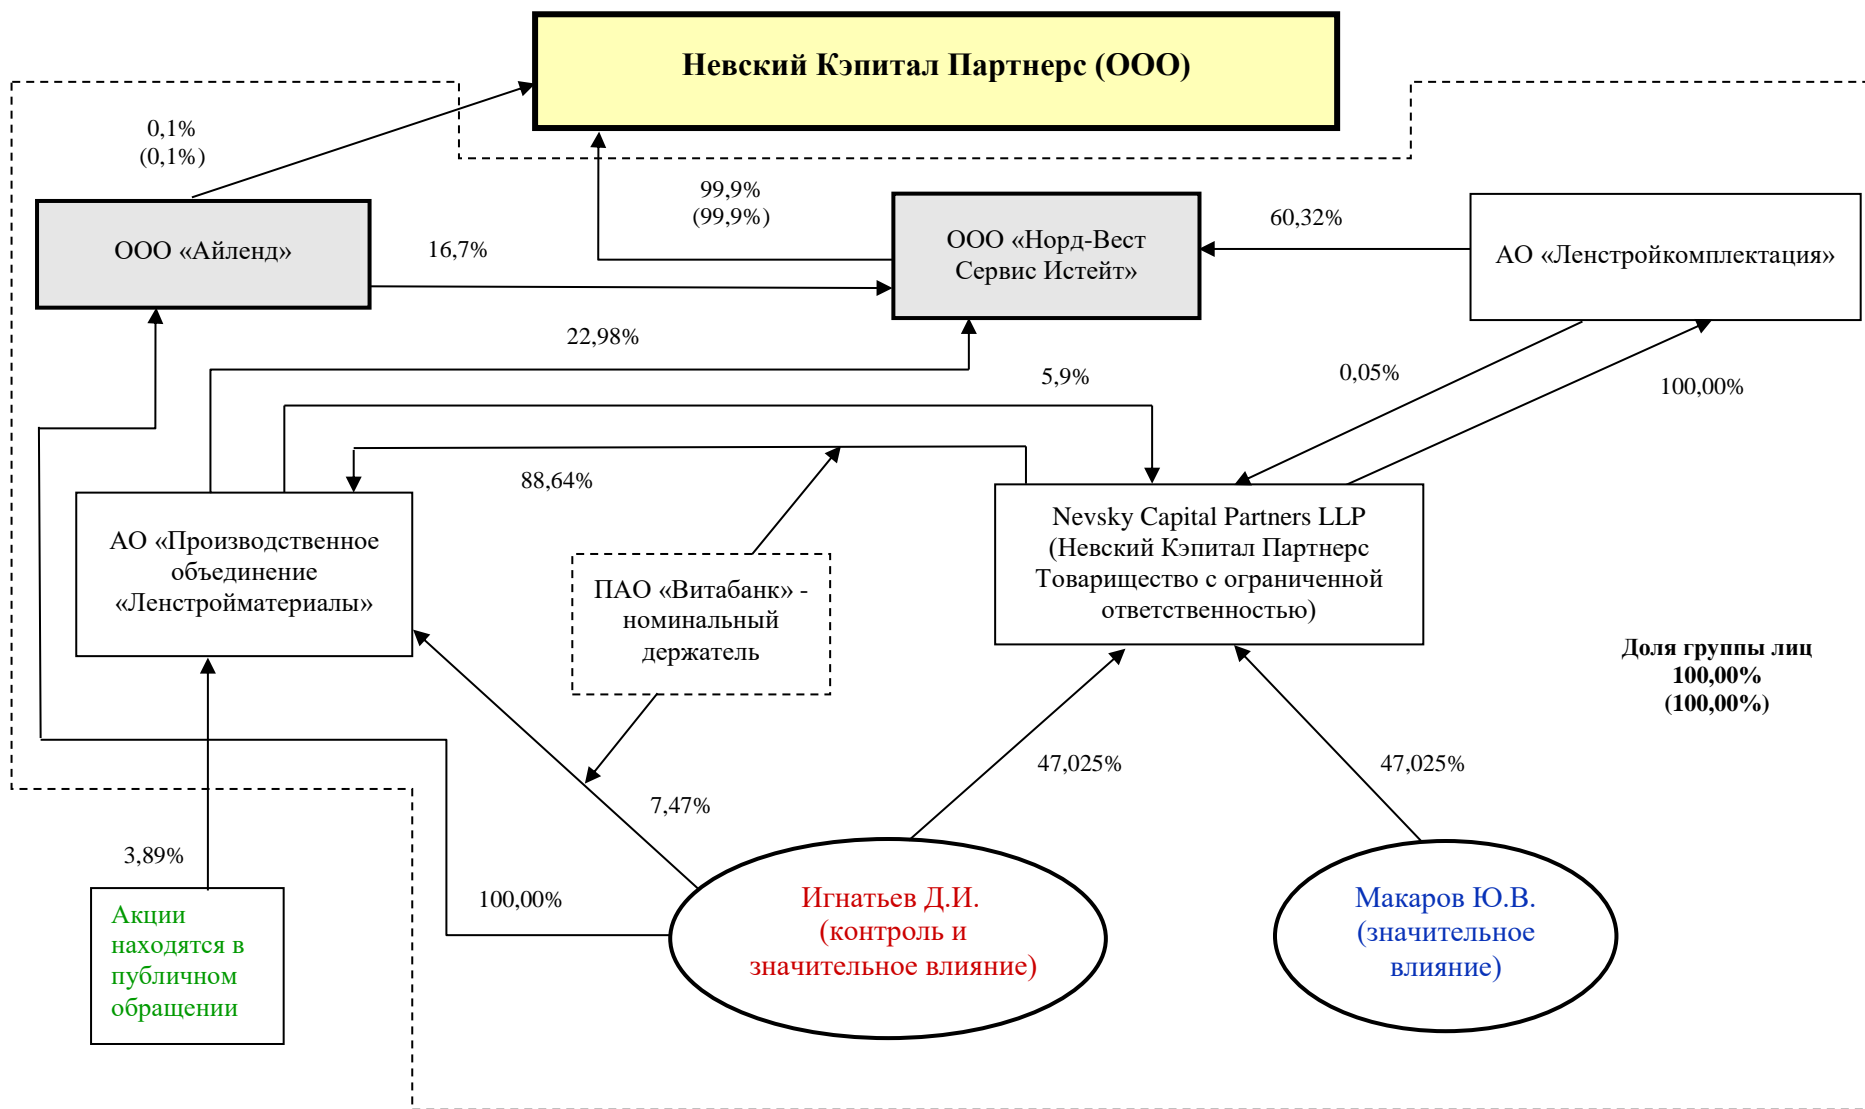 Невский Кэпитал Партнерс (ООО)
0,1%
(0,1%)
99,9%
(99,9%)
60,32%
ООО «Айленд»
16,7%
ООО «Норд-Вест
Сервис Истейт»
АО «Ленстройкомплектация»
22,98%
5,9%
0,05%
100,00%
88,64%
АО «Производственное
объединение
«Ленстройматериалы»
ПАО «Витабанк» -
номинальный
держатель
Nevsky Capital Partners LLP
(Невский Кэпитал Партнерс
Товарищество с ограниченной
ответственностью)
Доля группы лиц
100,00%
(100,00%)
47,025%
47,025%
7,47%
3,89%
100,00%
Акции
находятся в
публичном
обращении
Игнатьев Д.И.
(контроль и
значительное влияние)
Макаров Ю.В.
(значительное
влияние)